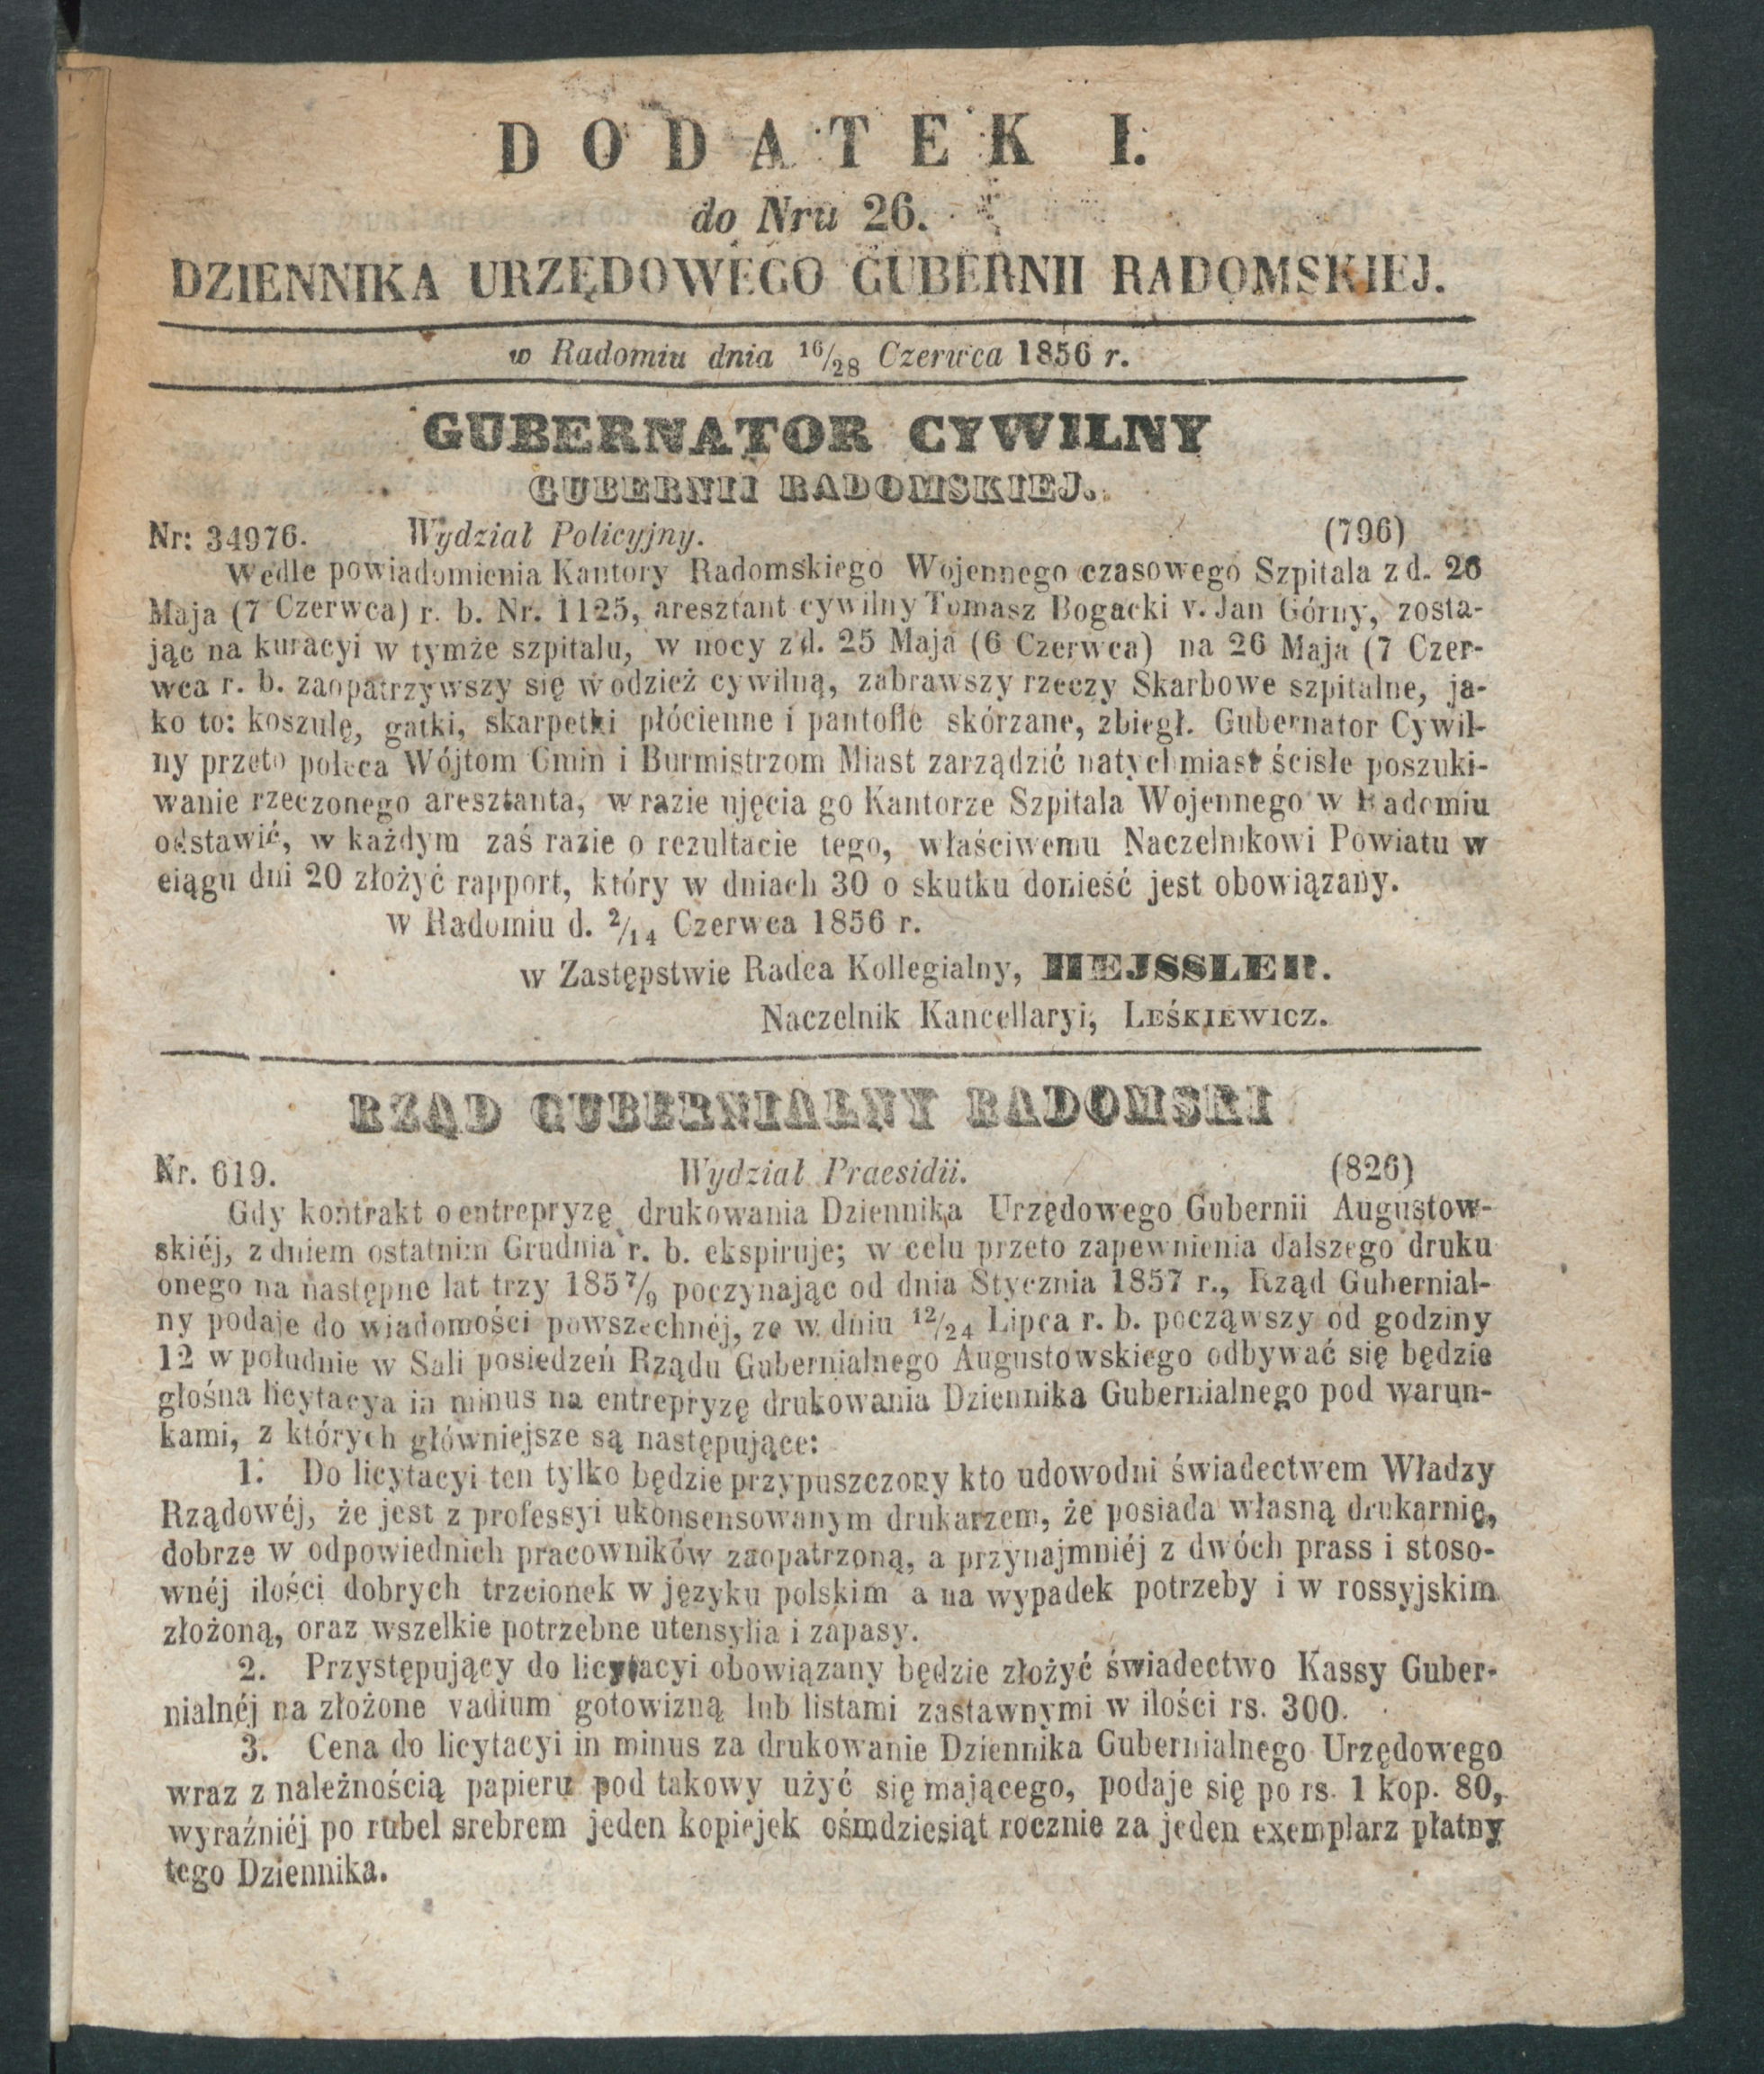 DODATEK I.
do Nru 26.
DZIENNIKA URZĘDOWEGO GUBERNII RADOMSKIEJ.
w Radomiu dnia 16/28 Czerwca 1856 r.
GUBERNATOR CYWILNY
GUBERNII RADOMSKIEJ.
Nr: 34976. Wydział Policyjny. (796)
Wedle powiadomienia Kantory Radomskiego Wojennego czasowego Szpitala z d. 26
Maja (7 Czerwca) r. b. Nr. 1125, aresztant cywilny Tomasz Bogacki v. Jan Górny, zosta-
jąc na kuracyi w tymże szpitalu, w nocy z d. 25 Maja (6 Czerwca) na 26 Maja (7 Czer-
wca r. b. zaopatrzywszy się w odzież cywilną, zabrawszy rzeczy Skarbowe szpitalne, ja-
ko to: koszulę, gatki, skarpetki płócienne i pantofle skórzane, zbiegł. Gubernator Cywil-
ny przeto poleca Wójtom Gmin i Burmistrzom Miast zarządzić natychmiast ścisłe poszuki-
wanie rzeczonego aresztanta, w razie ujęcia go Kantorze Szpitala Wojennego w Radomiu
odstawić, w każdym zaś razie o rezultacie tego, właściwemu Naczelnikowi Powiatu w
ciągu dni 20 złożyć rapport, który w dniach 30 o skutku donieść jest obowiązany.
W Radomiu d. 2/14 Czerwca 1856 r.
w Zastępstwie Radca Kollegialny, HEJSSLER.
Naczelnik Kancellaryi, LEŚKIEWICZ.
RZĄD GUBERNIALNY RADOMSKI
Nr. 619. Wydział Praesidii. (826)
Gdy kontrakt o entrepryzę drukowania Dziennika Urzędowego Gubernii Augustow-
skiéj, z dniem ostatnim Grudnia r. b. ekspiruje; w celu przeto zapewnienia dalszego druku
onego na następne lat trzy 1857/9 poczynając od dnia Stycznia 1857 r., Rząd Gubernial-
ny podaje do wiadomości powszechnéj, ze w dniu 12/24 Lipca r. b. począwszy od godziny
12 w południe w Sali posiedzeń Rządu Gubernialnego Augustowskiego odbywać się będzie
głośna licytacya in minus na entrepryzę drukowania Dziennika Gubernialnego pod warun-
kami, z których główniejsze są następujące:
1. Do licytacyi ten tylko będzie przypuszczony kto udowodni świadectwem Władzy
Rządowéj, że jest z professyi ukonsensowanym drukarzem, że posiada własną drukarnię,
dobrze w odpowiednich pracowników zaopatrzoną, a przynajmniéj z dwóch prass i stoso-
wnéj ilości dobrych trzcionek w języku polskim a na wypadek potrzeby i w rossyjskim
złożoną, oraz wszelkie potrzebne utensylia i zapasy.
2. Przystępujący do licytacyi obowiązany będzie złożyć świadectwo Kassy Guber-
nialnéj na złożone vadium gotowizną lub listami zastawnymi w ilości rs. 300.
3. Cena do licytacyi in minus za drukowanie Dziennika Gubernialnego Urzędowego
wraz z należnością papieru pod takowy użyć się mającego, podaje się po rs. 1 kop. 80,
wyraźniéj po rubel srebrem jeden kopiejek ośmdziesiąt rocznie za jeden exemplarz płatny
tego Dziennika.